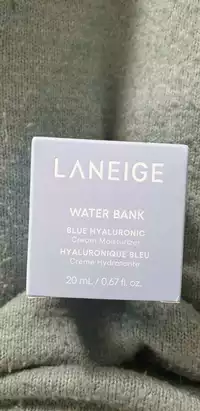 LANEIGE
WATER BANK
BLUE HYALURONIC
Cream Moisturizer
HYALURONIQUE BLEU
Crème Hydratante
20 mL / 0.67 fl. oz.